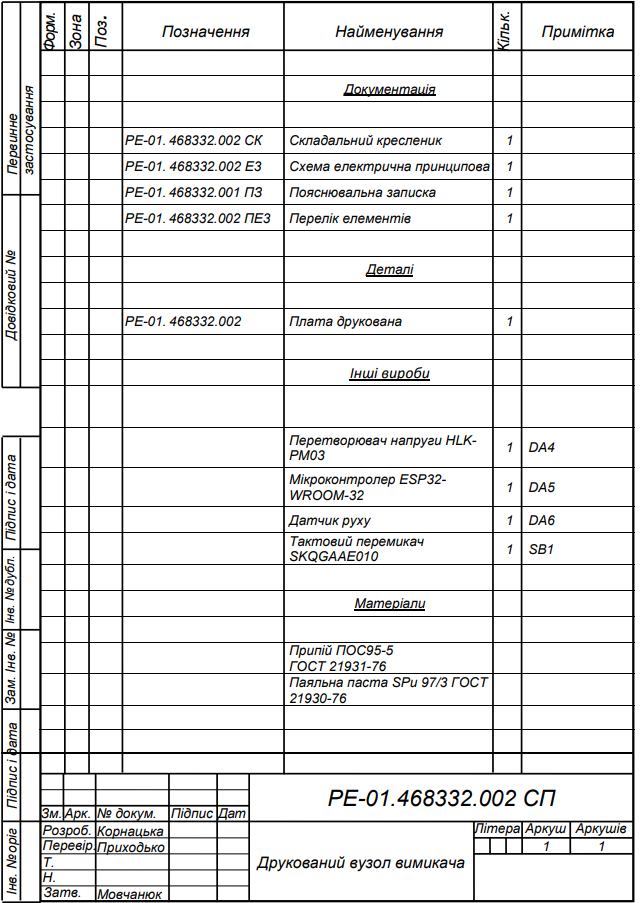 Форм. Зона Поз. Позначення Найменування Кільк. Примітка
Документація
РЕ-01. 468332.002 СК Складальний кресленик 1
РЕ-01. 468332.002 Е3 Схема електрична принципова 1
РЕ-01. 468332.001 ПЗ Пояснювальна записка 1
РЕ-01. 468332.002 ПЕ3 Перелік елементів 1
Деталі
РЕ-01. 468332.002 Плата друкована 1
Інші вироби
Перетворювач напруги HLK-
PM03 1 DA4
Мікроконтролер ESP32-
WROOM-32 1 DA5
Датчик руху 1 DA6
Тактовий перемикач
SKQGAAE010 1 SB1
Матеріали
Припій ПОС95-5
ГОСТ 21931-76
Паяльна паста SPu 97/3 ГОСТ
21930-76
Первинне
застосування
Довідковий №
Підпис і дата
Інв. № дубл.
Зам. Інв. №
Підпис і дата
Інв. № оріг
РЕ-01.468332.002 СП
Зм. Арк. № докум. Підпис Дат
Розроб. Корнацька
Перевір. Приходько
Т.
Н.
Затв. Мовчанюк
Друкований вузол вимикача
Літера Аркуш Аркушів
1 1